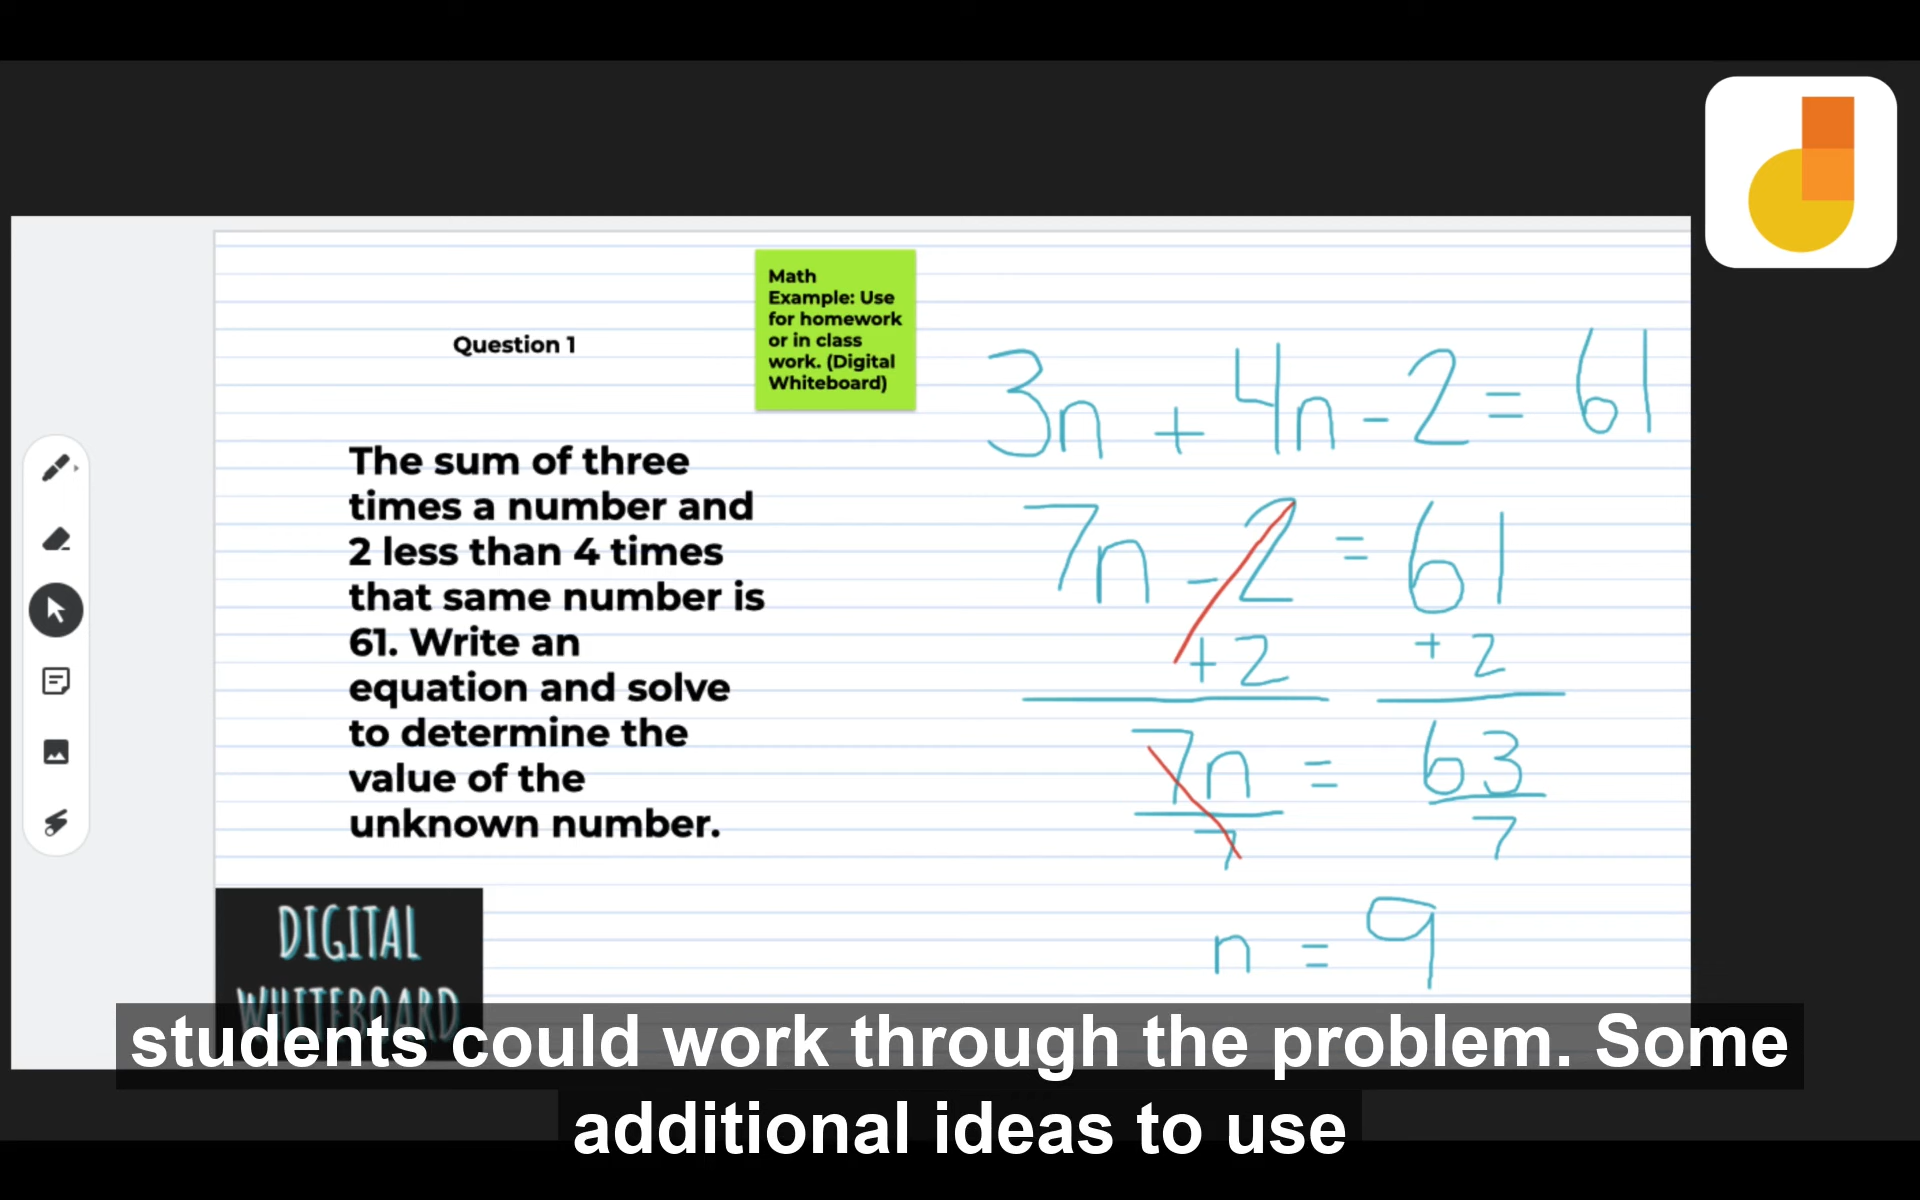 Question 1
Math
Example: Use
for homework
or in class
work. (Digital
Whiteboard)
The sum of three
times a number and
2 less than 4 times
that same number is
61. Write an
equation and solve
to determine the
value of the
unknown number.
3n + 4n - 2 = 61
7n - 2 = 61
+ 2 + 2
7n = 63
7 7
n = 9
DIGITAL
WHITEBOARD
students could work through the problem. Some
additional ideas to use